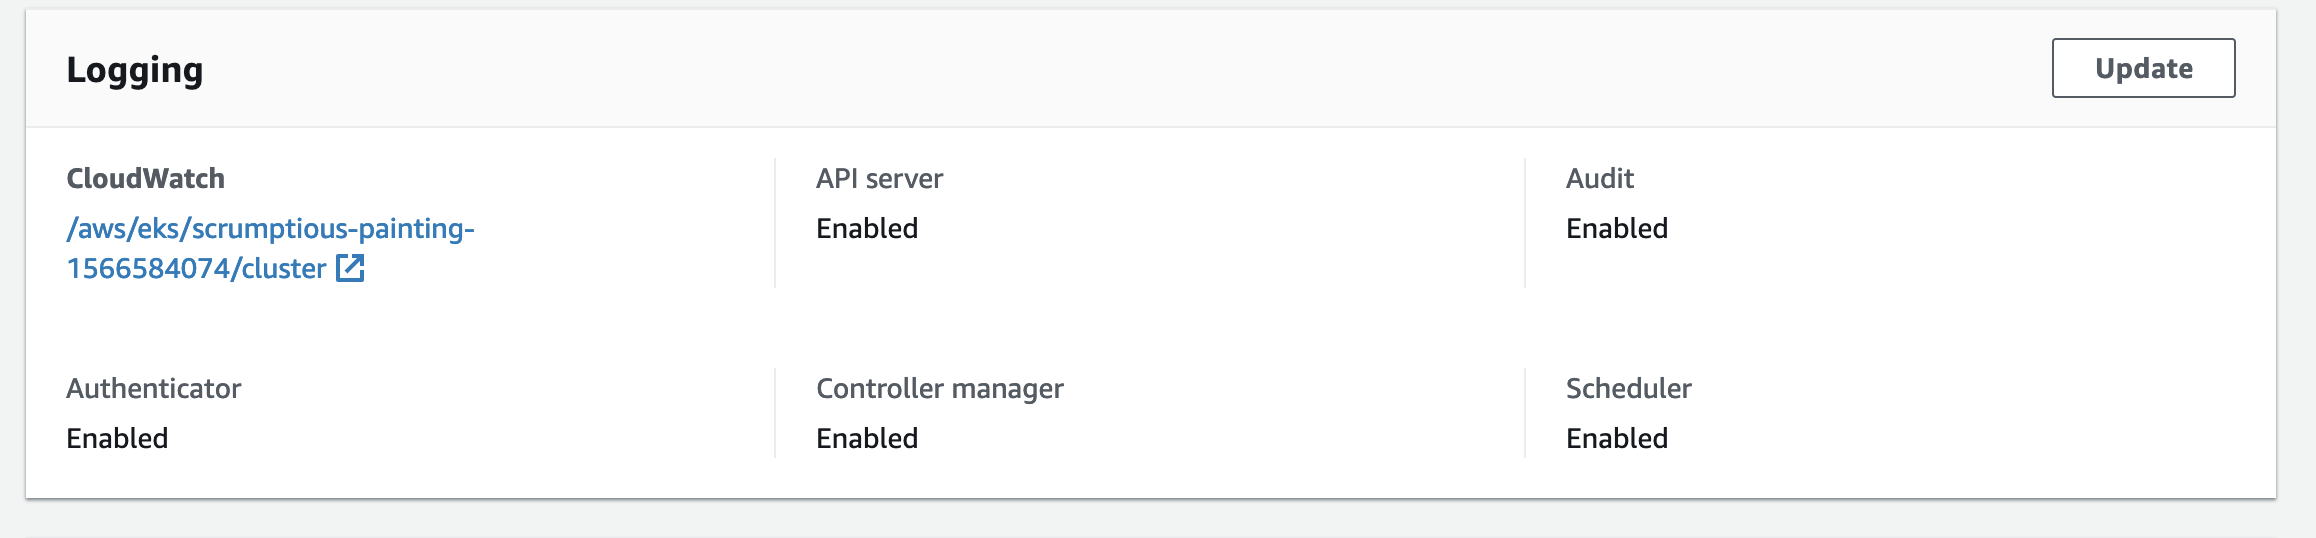 Logging
Update
CloudWatch
/aws/eks/scrumptious-painting-
1566584074/cluster
API server
Enabled
Audit
Enabled
Authenticator
Enabled
Controller manager
Enabled
Scheduler
Enabled